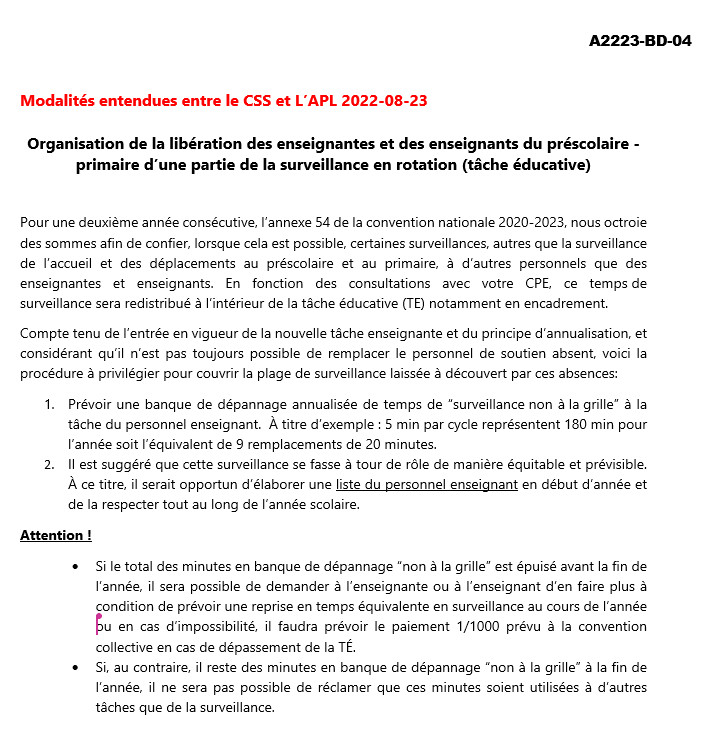 A2223-BD-04
Modalités entendues entre le CSS et L’APL 2022-08-23
Organisation de la libération des enseignantes et des enseignants du préscolaire -
primaire d’une partie de la surveillance en rotation (tâche éducative)
Pour une deuxième année consécutive, l’annexe 54 de la convention nationale 2020-2023, nous octroie
des sommes afin de confier, lorsque cela est possible, certaines surveillances, autres que la surveillance
de l’accueil et des déplacements au préscolaire et au primaire, à d’autres personnels que des
enseignantes et enseignants. En fonction des consultations avec votre CPE, ce temps de
surveillance sera redistribué à l’intérieur de la tâche éducative (TE) notamment en encadrement.
Compte tenu de l’entrée en vigueur de la nouvelle tâche enseignante et du principe d’annualisation, et
considérant qu’il n’est pas toujours possible de remplacer le personnel de soutien absent, voici la
procédure à privilégier pour couvrir la plage de surveillance laissée à découvert par ces absences:
1. Prévoir une banque de dépannage annualisée de temps de “surveillance non à la grille” à la
tâche du personnel enseignant. À titre d’exemple : 5 min par cycle représentent 180 min pour
l’année soit l’équivalent de 9 remplacements de 20 minutes.
2. Il est suggéré que cette surveillance se fasse à tour de rôle de manière équitable et prévisible.
À ce titre, il serait opportun d’élaborer une liste du personnel enseignant en début d’année et
de la respecter tout au long de l’année scolaire.
Attention !
• Si le total des minutes en banque de dépannage “non à la grille” est épuisé avant la fin de
l’année, il sera possible de demander à l’enseignante ou à l’enseignant d’en faire plus à
condition de prévoir une reprise en temps équivalente en surveillance au cours de l’année
ou en cas d’impossibilité, il faudra prévoir le paiement 1/1000 prévu à la convention
collective en cas de dépassement de la TÉ.
• Si, au contraire, il reste des minutes en banque de dépannage “non à la grille” à la fin de
l’année, il ne sera pas possible de réclamer que ces minutes soient utilisées à d’autres
tâches que de la surveillance.